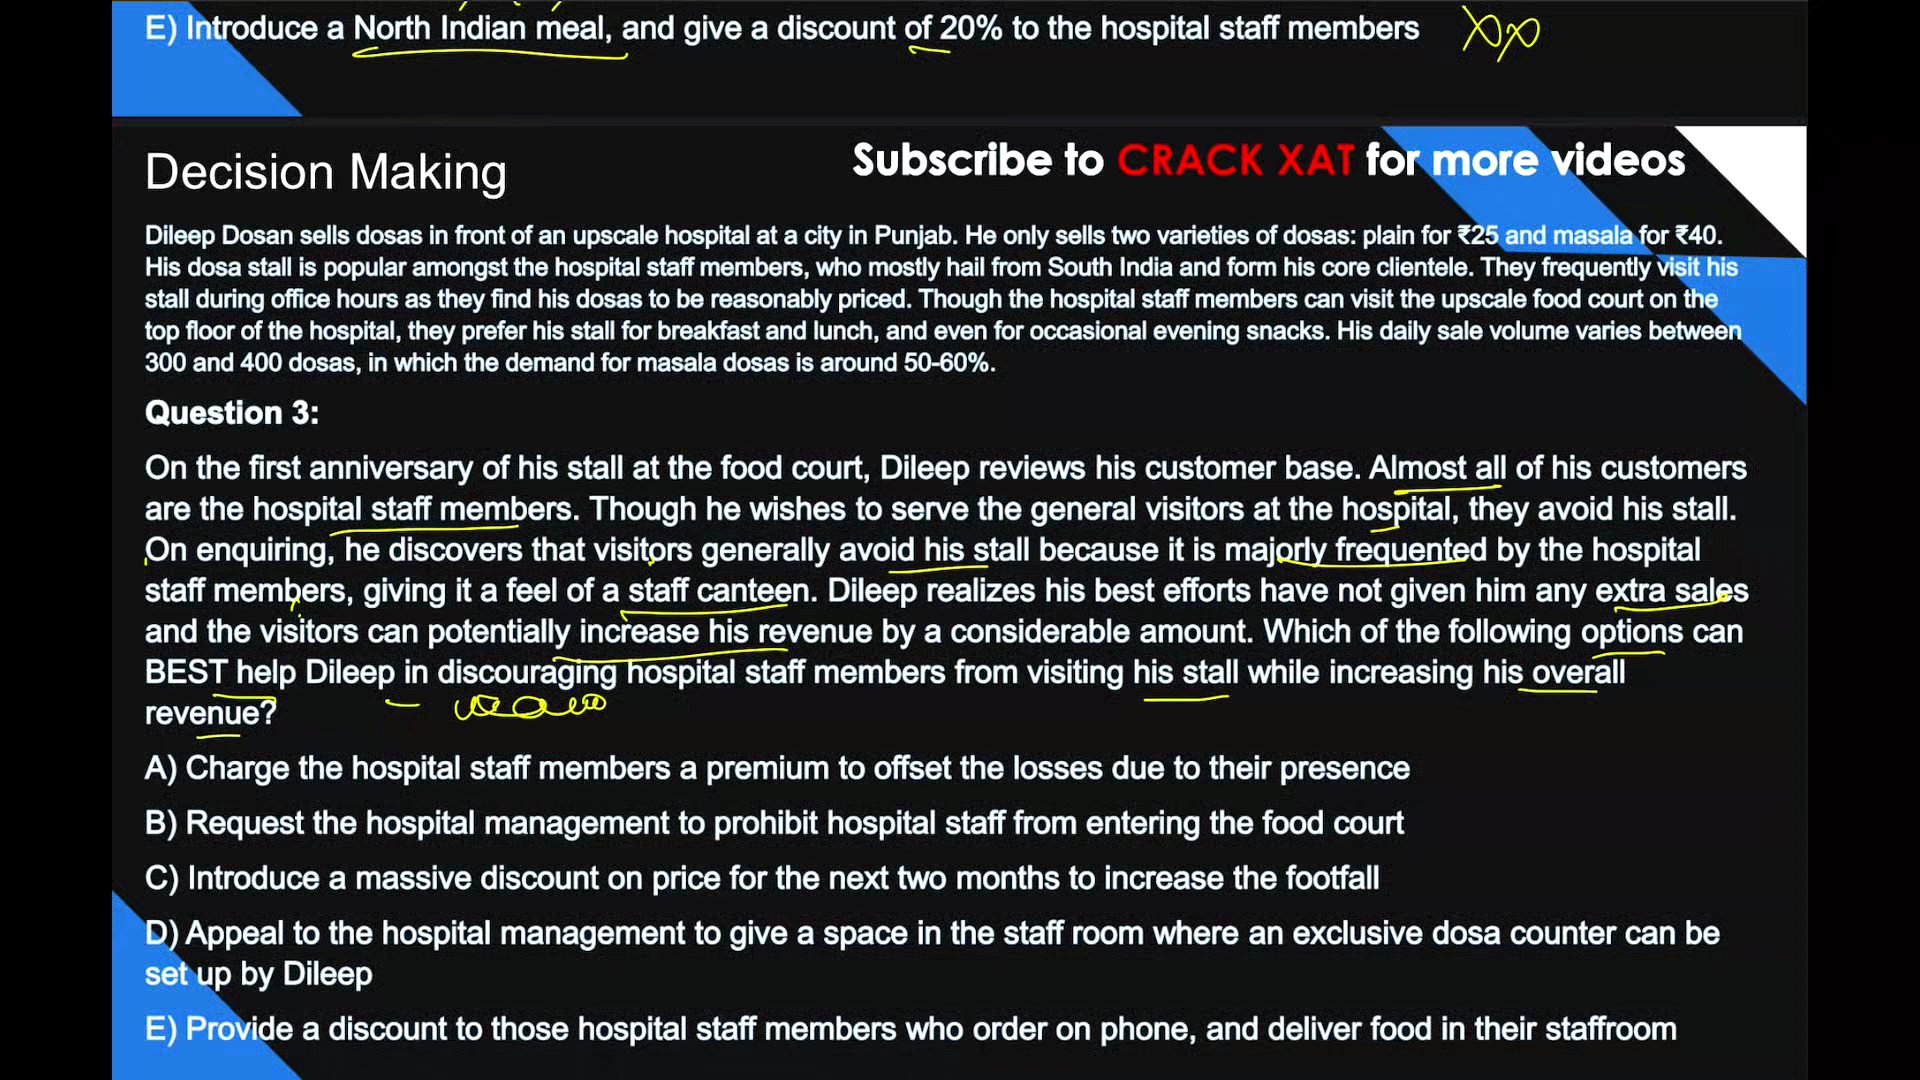 E) Introduce a North Indian meal, and give a discount of 20% to the hospital staff members
Decision Making
Subscribe to CRACK XAT for more videos
Dileep Dosan sells dosas in front of an upscale hospital at a city in Punjab. He only sells two varieties of dosas: plain for ₹25 and masala for ₹40.
His dosa stall is popular amongst the hospital staff members, who mostly hail from South India and form his core clientele. They frequently visit his
stall during office hours as they find his dosas to be reasonably priced. Though the hospital staff members can visit the upscale food court on the
top floor of the hospital, they prefer his stall for breakfast and lunch, and even for occasional evening snacks. His daily sale volume varies between
300 and 400 dosas, in which the demand for masala dosas is around 50-60%.
Question 3:
On the first anniversary of his stall at the food court, Dileep reviews his customer base. Almost all of his customers
are the hospital staff members. Though he wishes to serve the general visitors at the hospital, they avoid his stall.
On enquiring, he discovers that visitors generally avoid his stall because it is majorly frequented by the hospital
staff members, giving it a feel of a staff canteen. Dileep realizes his best efforts have not given him any extra sales
and the visitors can potentially increase his revenue by a considerable amount. Which of the following options can
BEST help Dileep in discouraging hospital staff members from visiting his stall while increasing his overall
revenue?
A) Charge the hospital staff members a premium to offset the losses due to their presence
B) Request the hospital management to prohibit hospital staff from entering the food court
C) Introduce a massive discount on price for the next two months to increase the footfall
D) Appeal to the hospital management to give a space in the staff room where an exclusive dosa counter can be
set up by Dileep
E) Provide a discount to those hospital staff members who order on phone, and deliver food in their staffroom